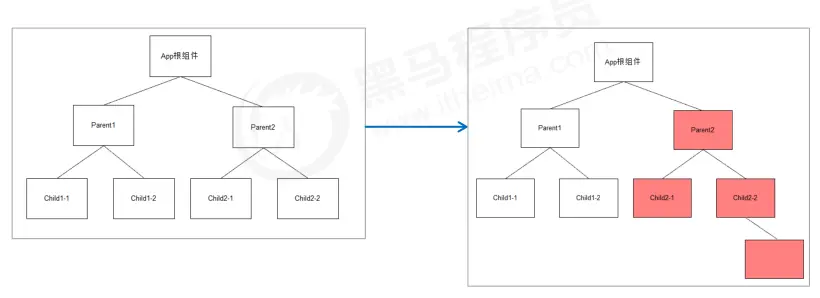 黑马程序员
www.itheima.com
App根组件
Parent1
Parent2
Child1-1
Child1-2
Child2-1
Child2-2
App根组件
Parent1
Parent2
Child1-1
Child1-2
Child2-1
Child2-2